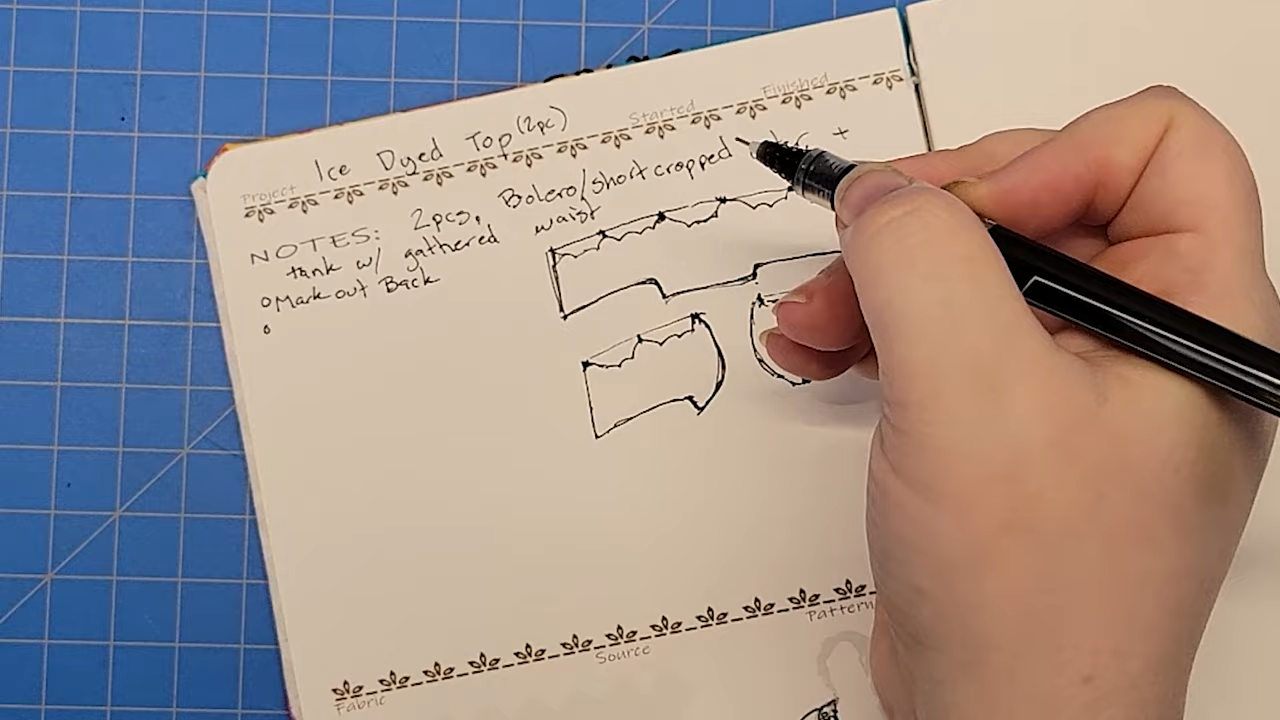 Finished
Started
Ice Dyed Top (2pc)
Project
NOTES: 2pcs, Bolero/short cropped +
tank w/ gathered waist
o Mark out Back
o
Pattern
Source
Fabric